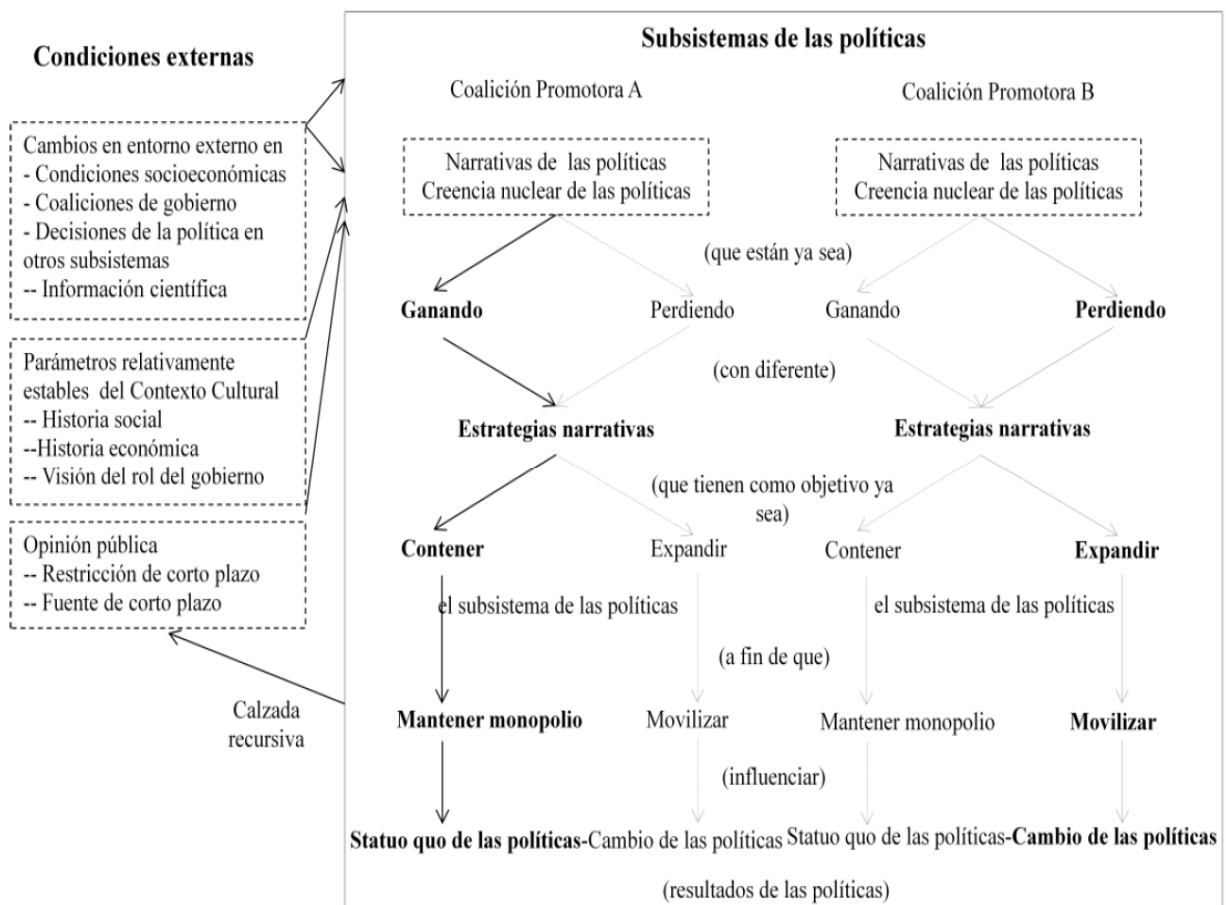 Condiciones externas
Cambios en entorno externo en
- Condiciones socioeconómicas
- Coaliciones de gobierno
- Decisiones de la política en
otros subsistemas
-- Información científica
Parámetros relativamente
estables del Contexto Cultural
-- Historia social
--Historia económica
-- Visión del rol del gobierno
Opinión pública
-- Restricción de corto plazo
-- Fuente de corto plazo
Calzada
recursiva
Subsistemas de las políticas
Coalición Promotora A
Coalición Promotora B
Narrativas de las políticas
Creencia nuclear de las políticas
Narrativas de las políticas
Creencia nuclear de las políticas
(que están ya sea)
Ganando
Perdiendo
Ganando
Perdiendo
(con diferente)
Estrategias narrativas
Estrategias narrativas
(que tienen como objetivo ya
sea)
Contener
Expandir
Contener
Expandir
el subsistema de las políticas
el subsistema de las políticas
(a fin de que)
Mantener monopolio
Movilizar
Mantener monopolio
Movilizar
(influenciar)
Statuo quo de las políticas-Cambio de las políticas
Statuo quo de las políticas-Cambio de las políticas
(resultados de las políticas)